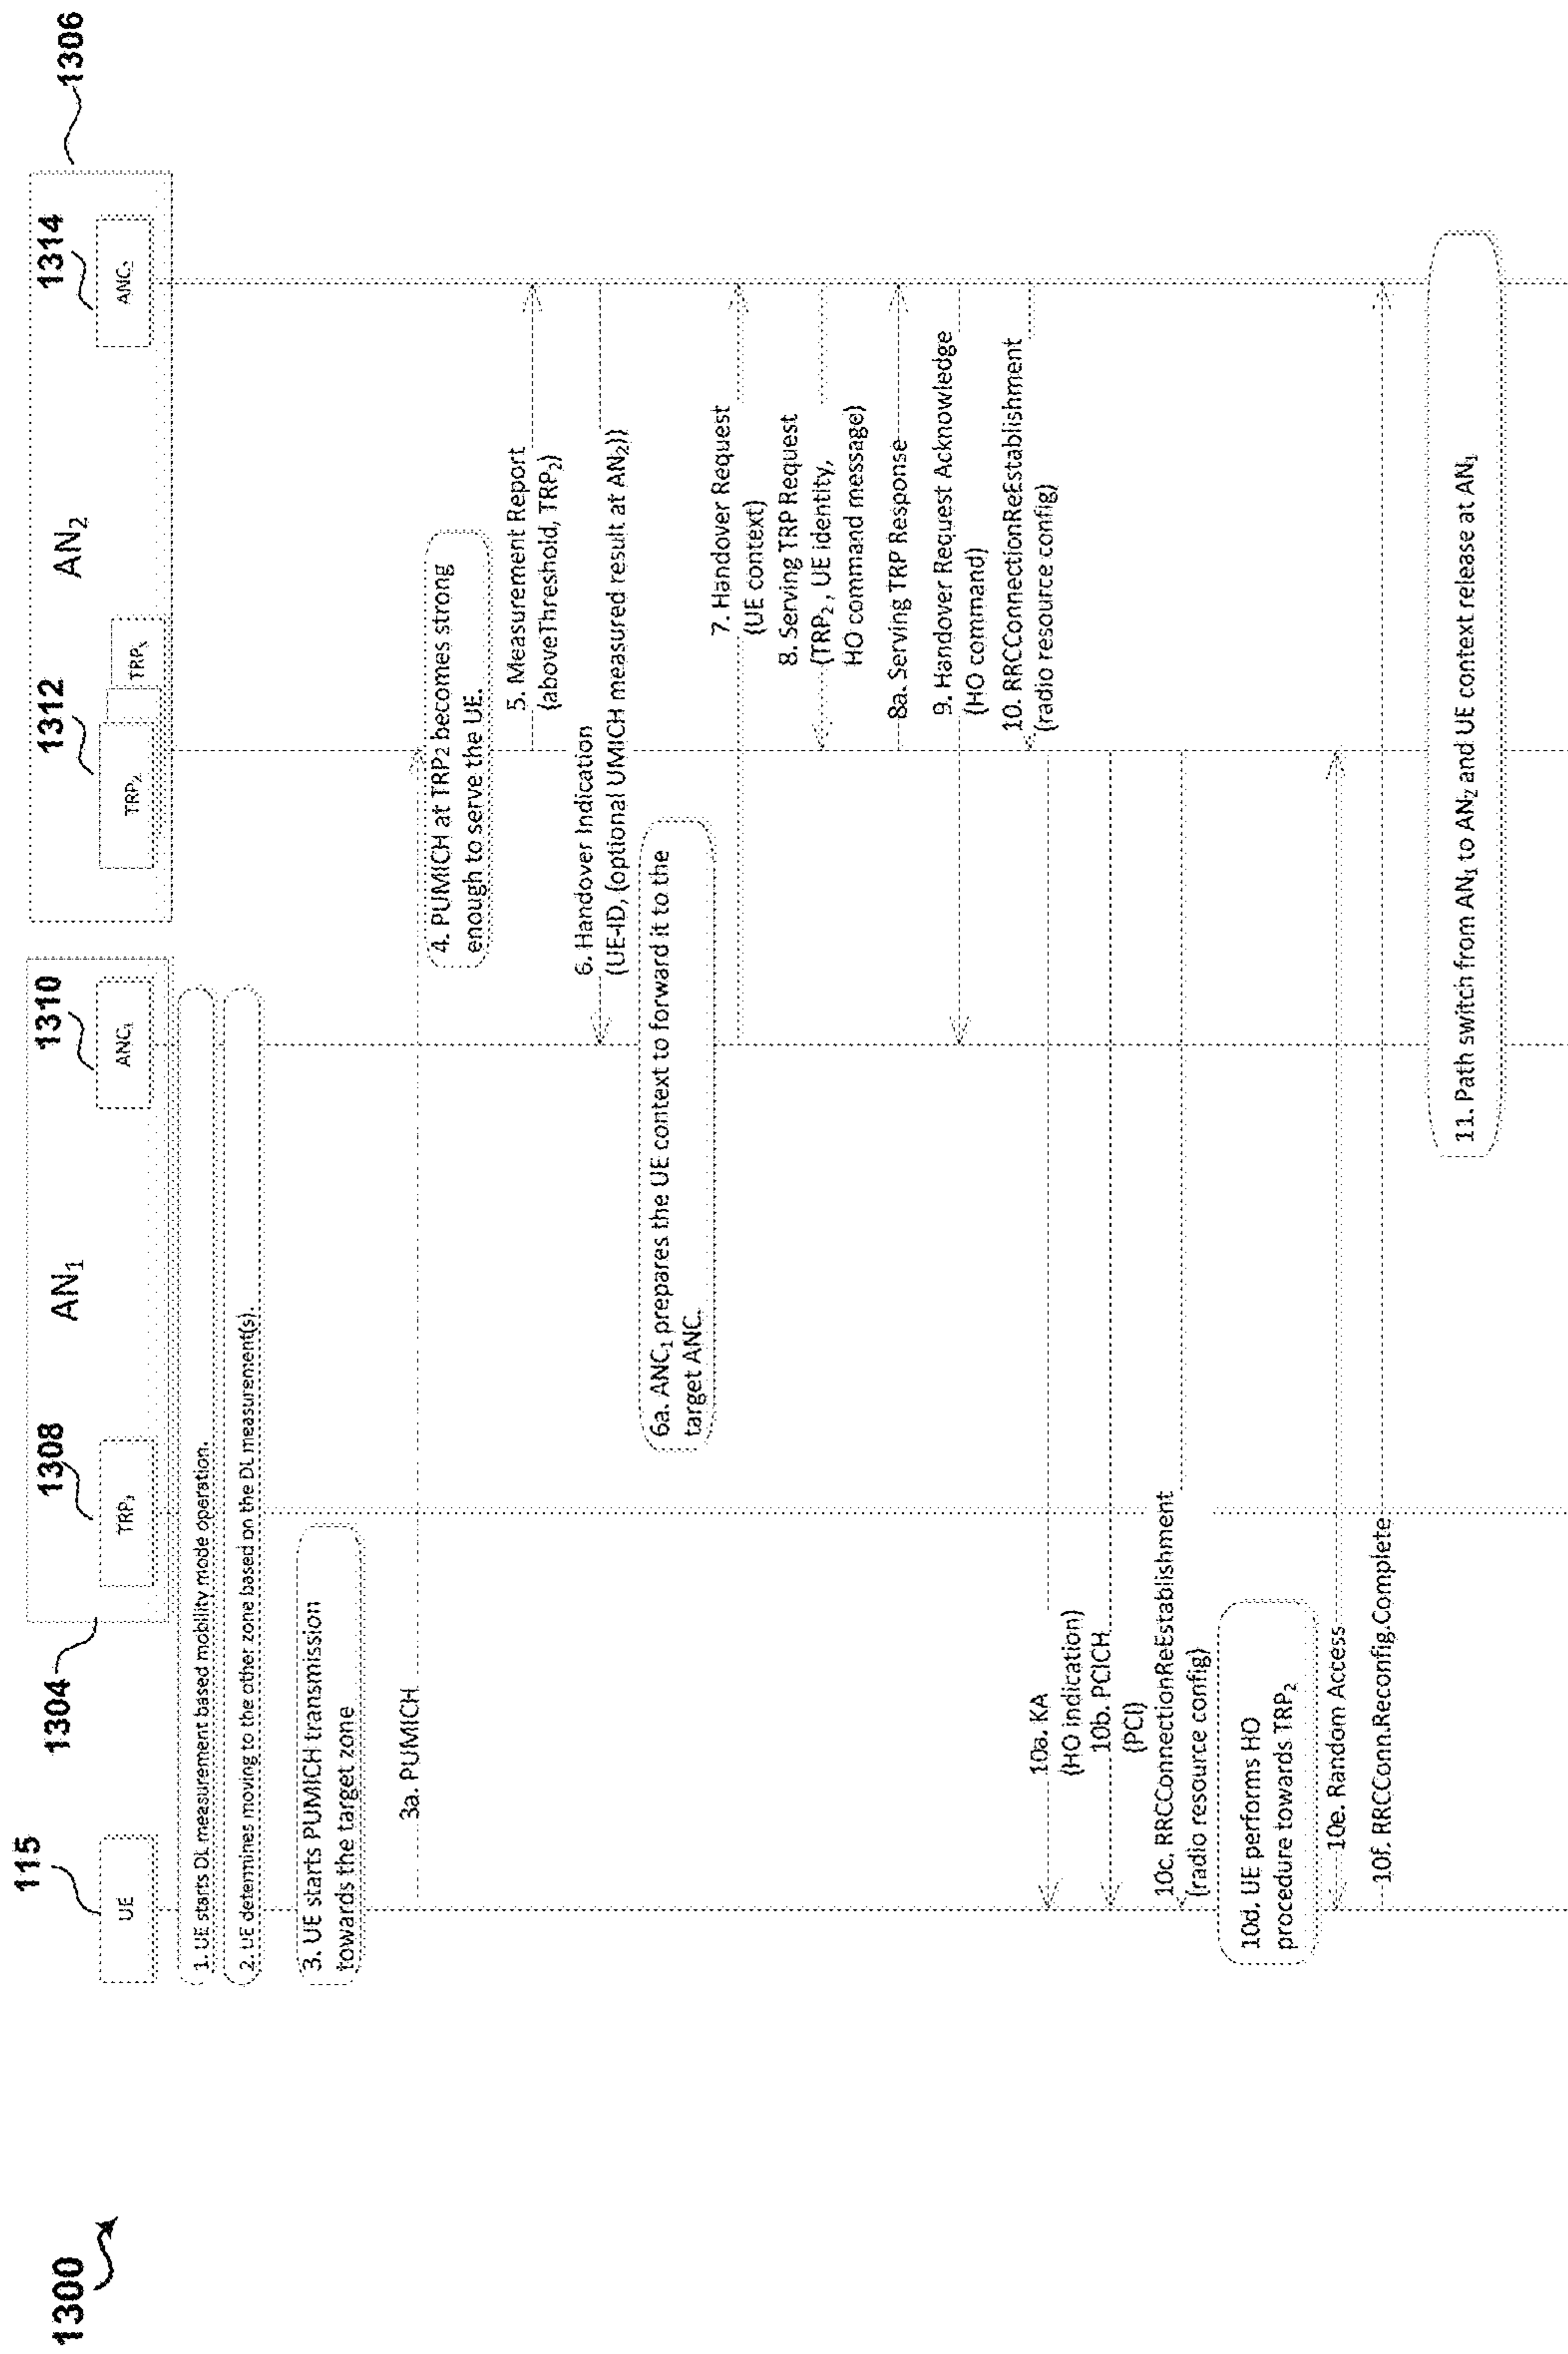 1300
115
1304
1308
1310
1312
1314
1306
AN₁
AN₂
UE
TRP₁
ANC₁
TRP₂
TRPₓ
ANC₂
1. UE starts DL measurement based mobility mode operation.
2. UE determines moving to the other zone based on the DL measurement(s).
3. UE starts PUMICH transmission
towards the target zone
3a. PUMICH
4. PUMICH at TRP2 becomes strong
enough to serve the UE.
5. Measurement Report
(aboveThreshold, TRP₂)
6. Handover Indication
(UE-ID, (optional UMICH measured result at AN₂))
6a. ANC₁ prepares the UE context to forward it to the
target ANC.
7. Handover Request
(UE context)
8. Serving TRP Request
(TRP₂ , UE identity,
HO command message)
8a. Serving TRP Response
9. Handover Request Acknowledge
(HO command)
10. RRCConnectionReEstablishment
(radio resource config)
10a. KA
(HO indication)
10b. PCICH
(PCI)
10c. RRCConnectionReEstablishment
(radio resource config)
10d. UE performs HO
procedure towards TRP₂
10e. Random Access
10f. RRCConn.Reconfig.Complete
11. Path switch from AN₁ to AN₂ and UE context release at AN₁